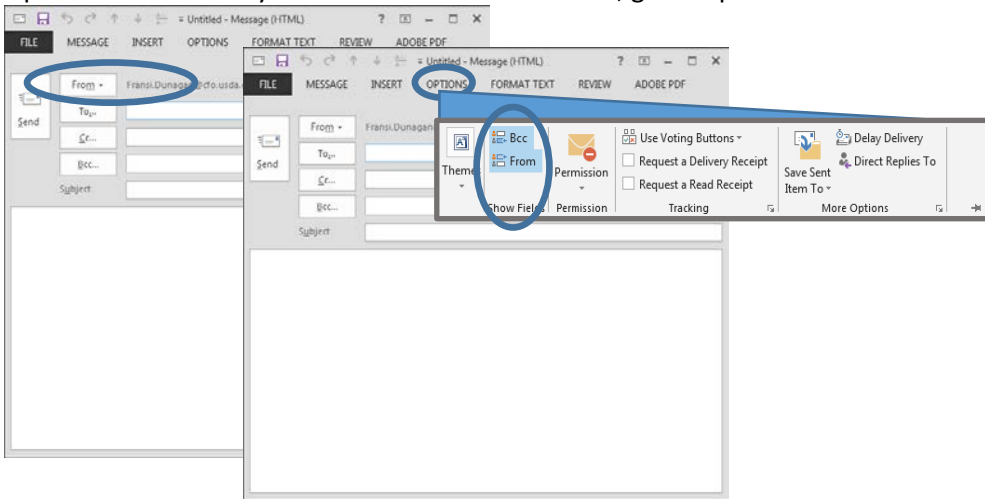 Untitled - Message (HTML)
FILE MESSAGE INSERT OPTIONS FORMAT TEXT REVIEW ADOBE PDF
From
To...
Cc...
Bcc...
Send
Subject
Untitled - Message (HTML)
FILE MESSAGE INSERT OPTIONS FORMAT TEXT REVIEW ADOBE PDF
From Fransi.Dunagan
To...
Cc...
Bcc...
Send
Subject
Themes
Bcc
From
Show Fields
Permission
Permission
Use Voting Buttons
Request a Delivery Receipt
Request a Read Receipt
Tracking
Save Sent
Item To
Delay Delivery
Direct Replies To
More Options